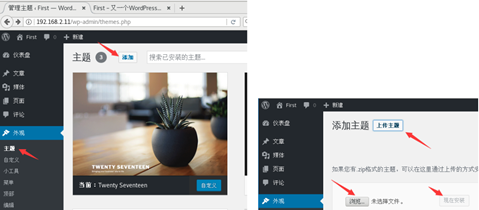 管理主题 ‹ First — W...
First – 又一个WordPress...
192.168.2.11/wp-admin/themes.php
First
0
新建
仪表盘
文章
媒体
页面
评论
外观
主题
自定义
小工具
菜单
顶部
编辑
主题
3
添加
搜索已安装的主题...
TWENTY SEVENTEEN
当前：Twenty Seventeen
自定义
First
0
新建
仪表盘
文章
媒体
页面
评论
外观
添加主题
上传主题
如果您有.zip格式的主题，可以在这里通过上传的方式安
浏览...
未选择文件。
现在安装